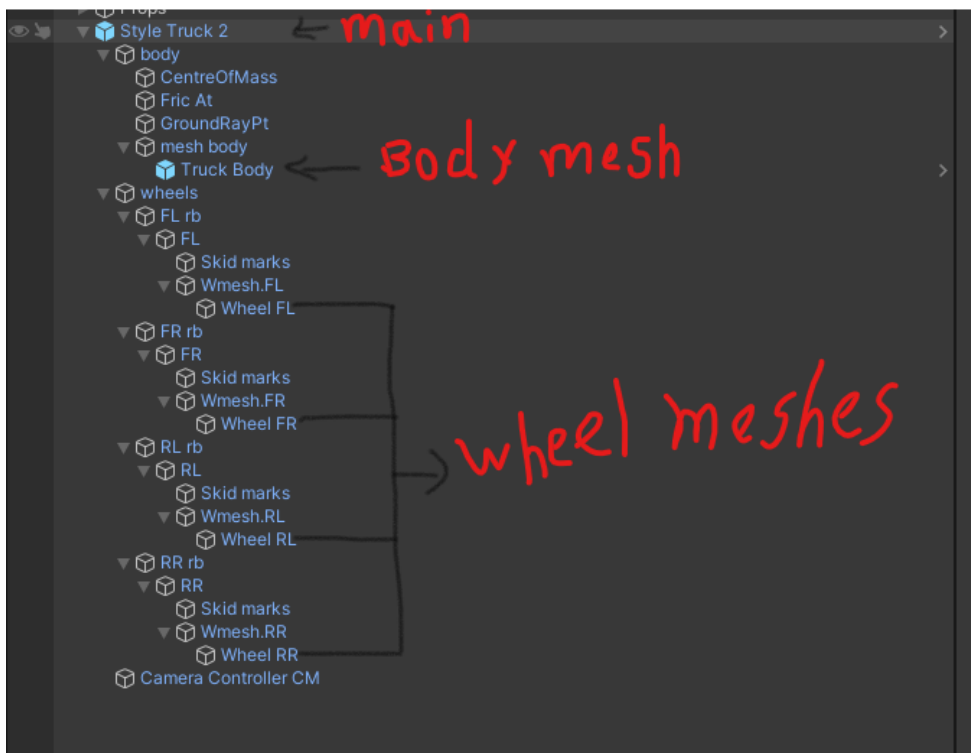 Props
Style Truck 2 main
body
CentreOfMass
Fric At
GroundRayPt
mesh body
Truck Body Body mesh
wheels
FL rb
FL
Skid marks
Wmesh.FL
Wheel FL
FR rb
FR
Skid marks
Wmesh.FR
Wheel FR
wheel meshes
RL rb
RL
Skid marks
Wmesh.RL
Wheel RL
RR rb
RR
Skid marks
Wmesh.RR
Wheel RR
Camera Controller CM